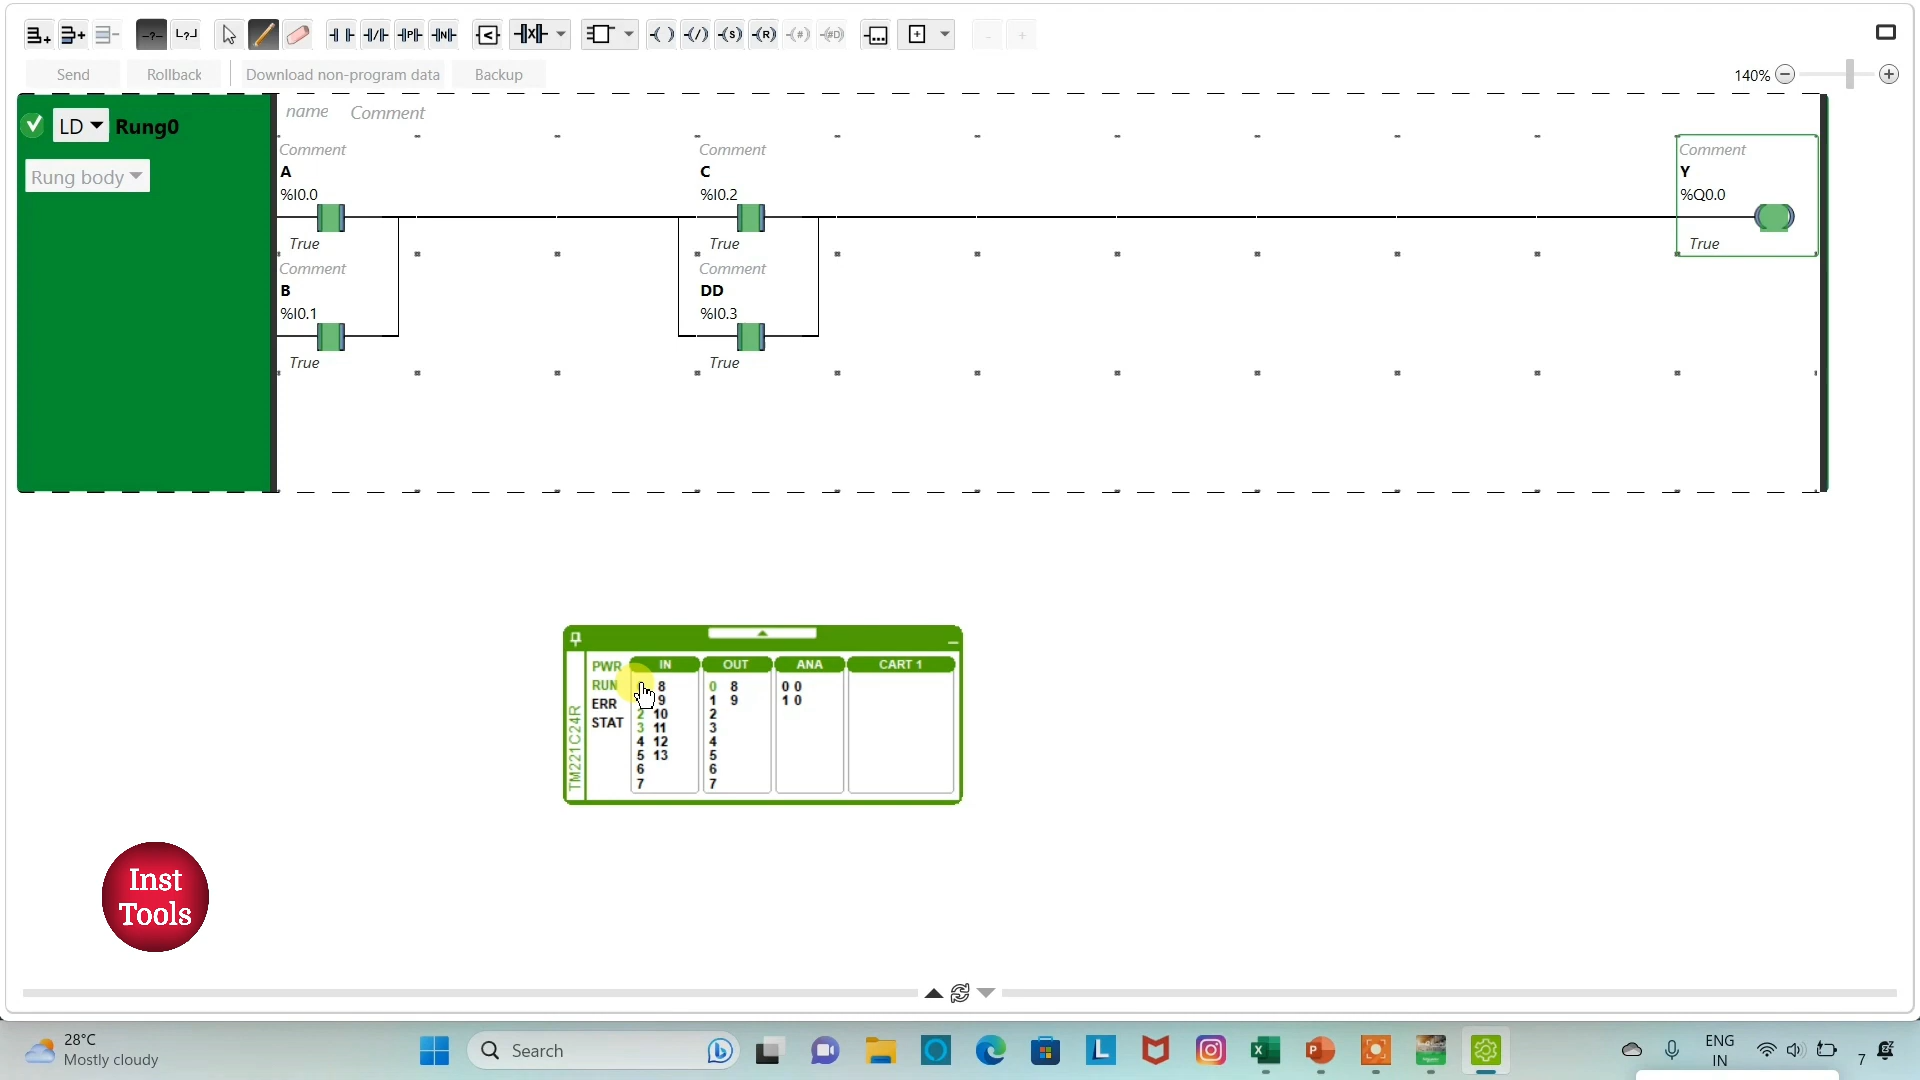 Send
Rollback
Download non-program data
Backup
140%
LD
Rung0
Rung body
name
Comment
Comment
A
%I0.0
True
Comment
B
%I0.1
True
Comment
C
%I0.2
True
Comment
DD
%I0.3
True
Comment
Y
%Q0.0
True
TM221C24R
PWR
RUN
ERR
STAT
IN
8
9
2 10
3 11
4 12
5 13
6
7
OUT
0 8
1 9
2
3
4
5
6
7
ANA
0 0
1 0
CART 1
Inst
Tools
28°C
Mostly cloudy
Search
ENG
IN
7